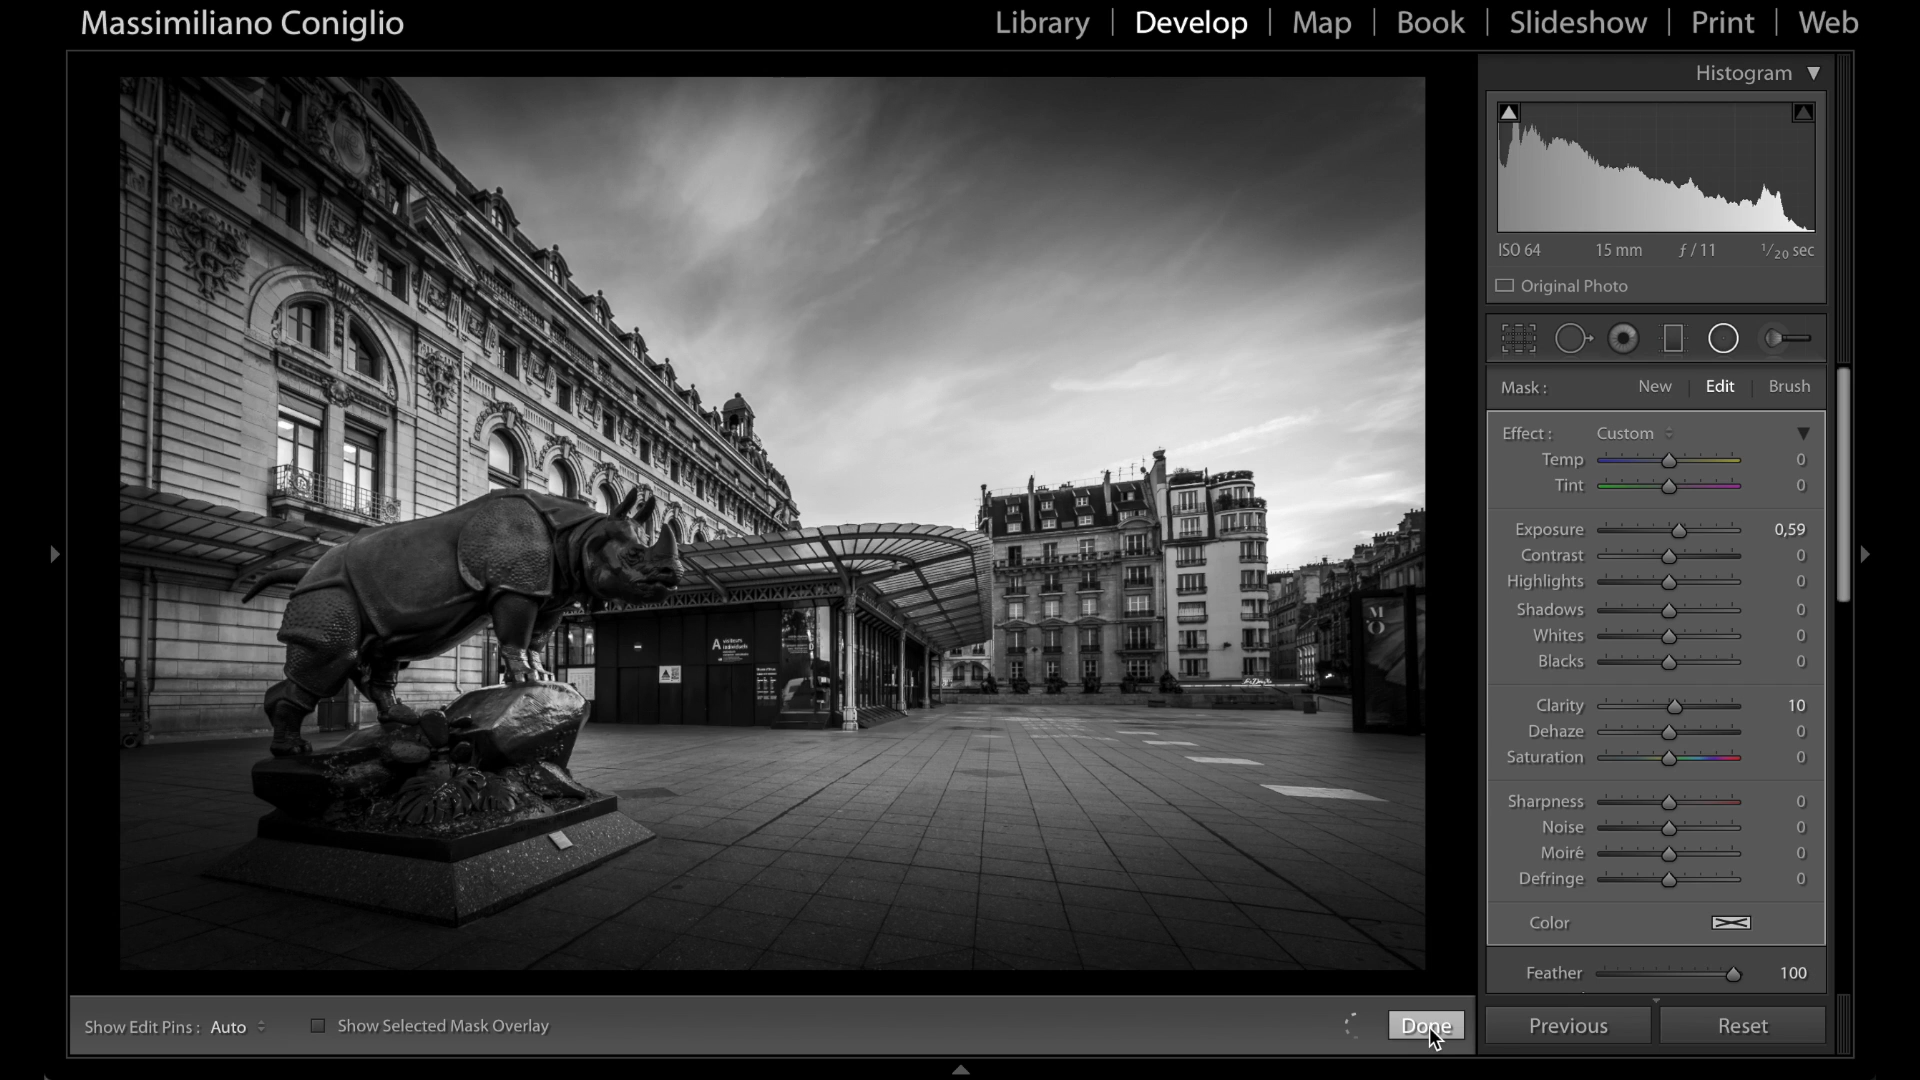 Massimiliano Coniglio
Library | Develop | Map | Book | Slideshow | Print | Web
Histogram
ISO 64 15 mm ƒ / 11 1/20 sec
Original Photo
Mask : New Edit Brush
Effect : Custom
Temp 0
Tint 0
Exposure 0,59
Contrast 0
Highlights 0
Shadows 0
Whites 0
Blacks 0
Clarity 10
Dehaze 0
Saturation 0
Sharpness 0
Noise 0
Moiré 0
Defringe 0
Color
Feather 100
A visiteurs
individuels
M
O
Show Edit Pins : Auto
Show Selected Mask Overlay
Done
Previous
Reset